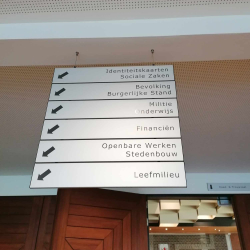 Identiteitskaarten
Sociale Zaken
Bevolking
Burgerlijke Stand
Militie
Onderwijs
Financiën
Openbare Werken
Stedenbouw
Leefmilieu